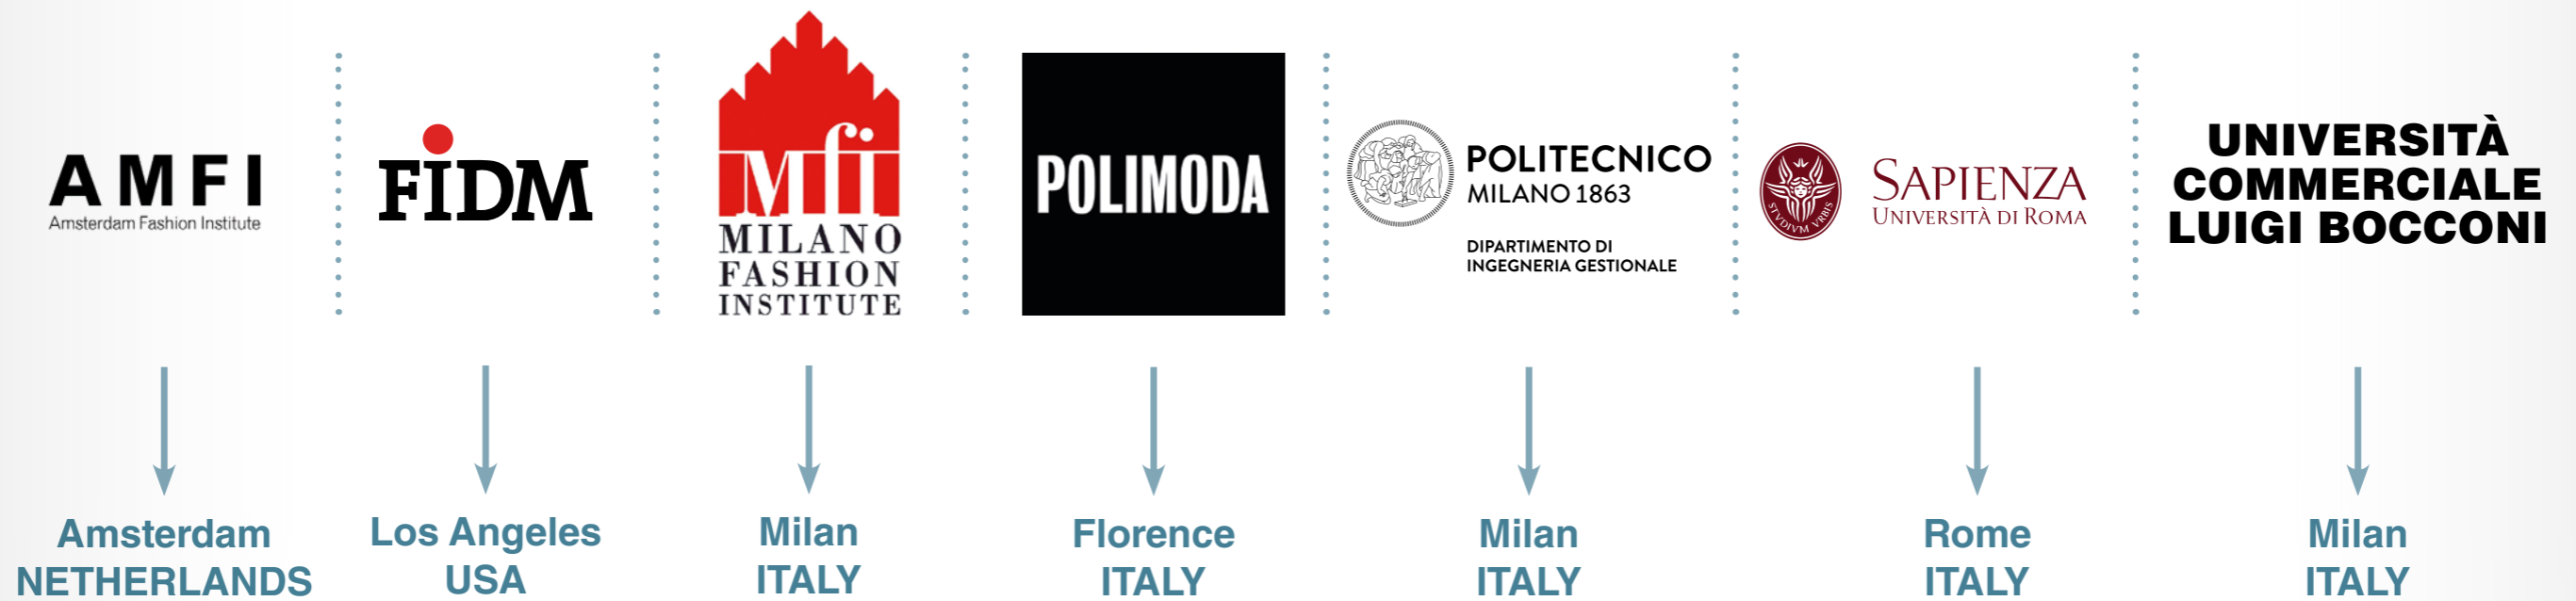 AMFI
Amsterdam Fashion Institute
FIDM
mfi
MILANO
FASHION
INSTITUTE
POLIMODA
POLITECNICO
MILANO 1863
DIPARTIMENTO DI
INGEGNERIA GESTIONALE
STVDIVM VRBIS
SAPIENZA
UNIVERSITÀ DI ROMA
UNIVERSITÀ
COMMERCIALE
LUIGI BOCCONI
Amsterdam
NETHERLANDS
Los Angeles
USA
Milan
ITALY
Florence
ITALY
Milan
ITALY
Rome
ITALY
Milan
ITALY